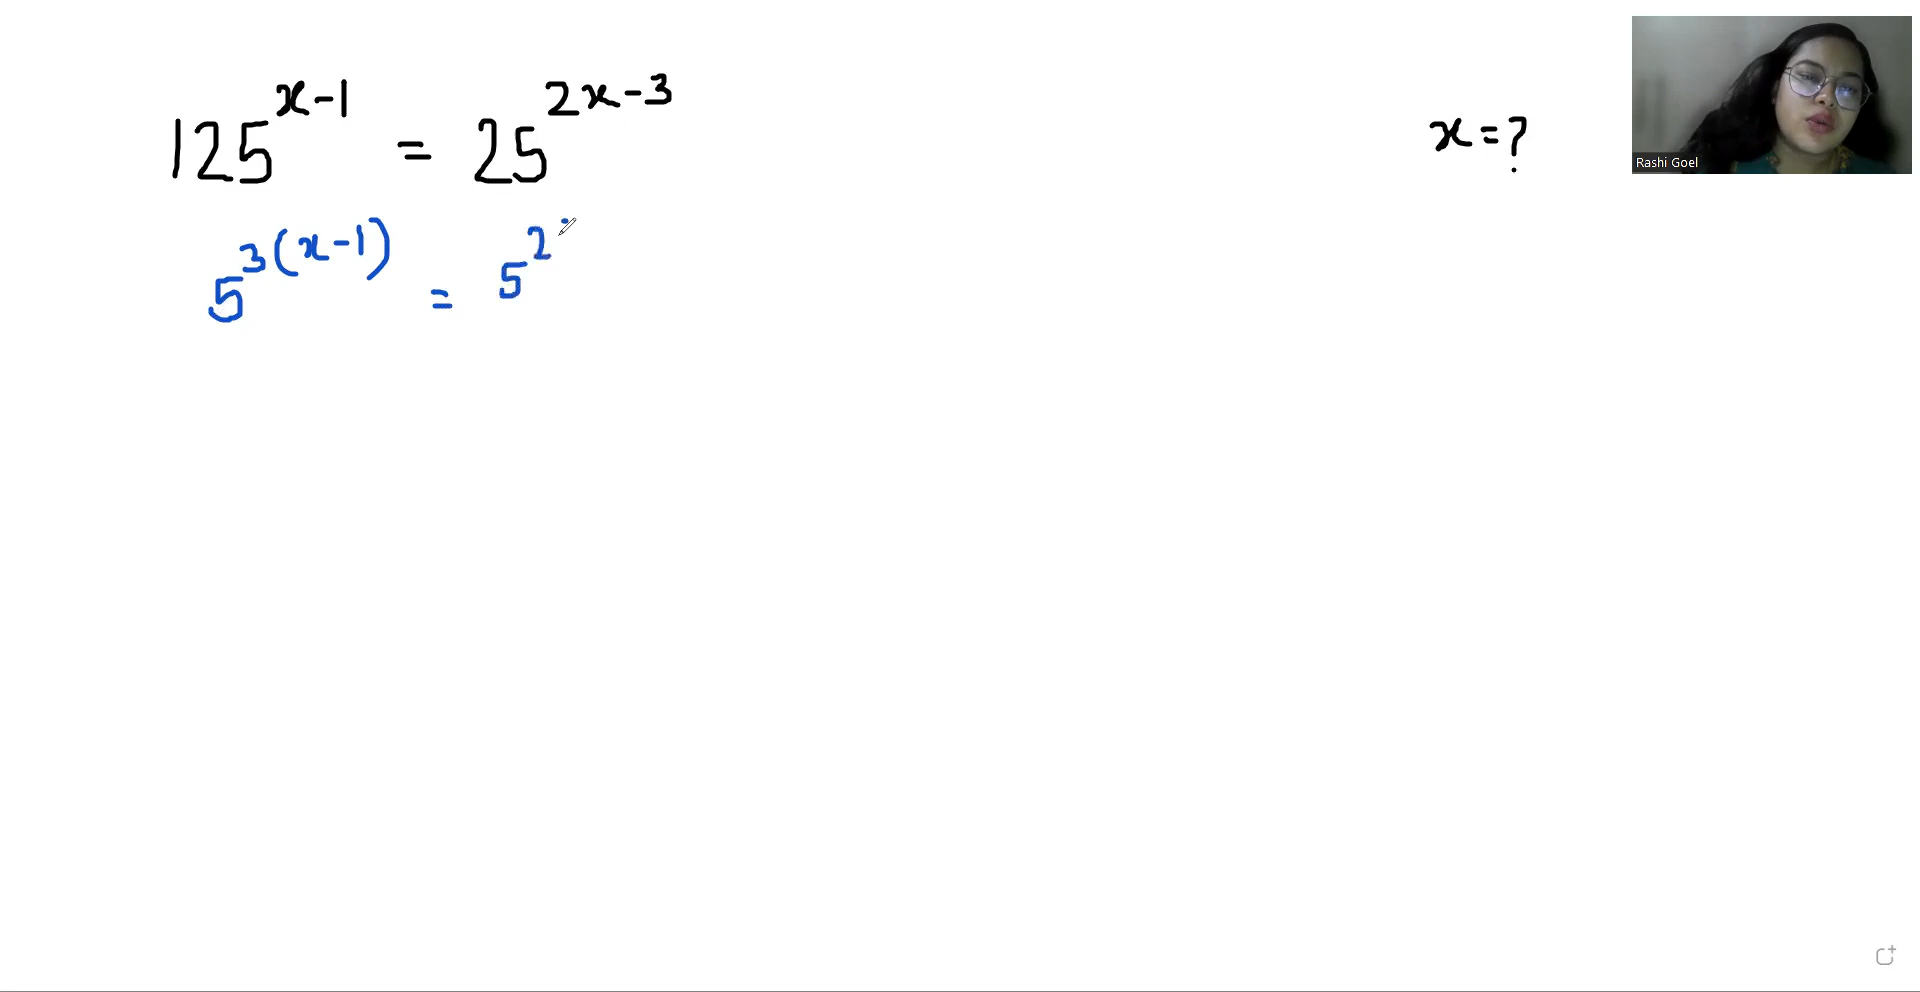 125^{x-1} = 25^{2x-3}
x = ?
Rashi Goel
5^{3(x-1)} = 5^{2}